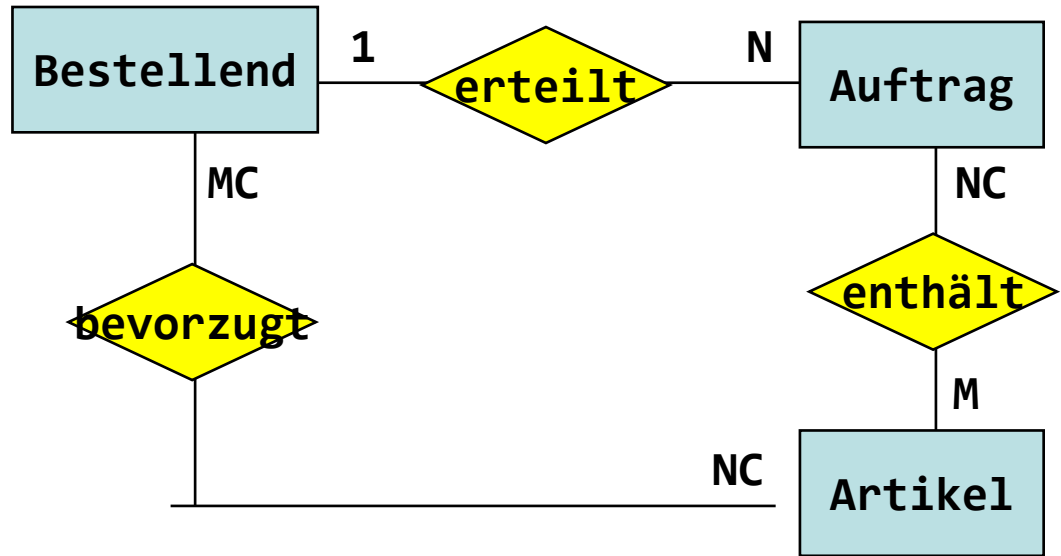 Bestellend
1
erteilt
N
Auftrag
MC
NC
bevorzugt
enthält
M
NC
Artikel